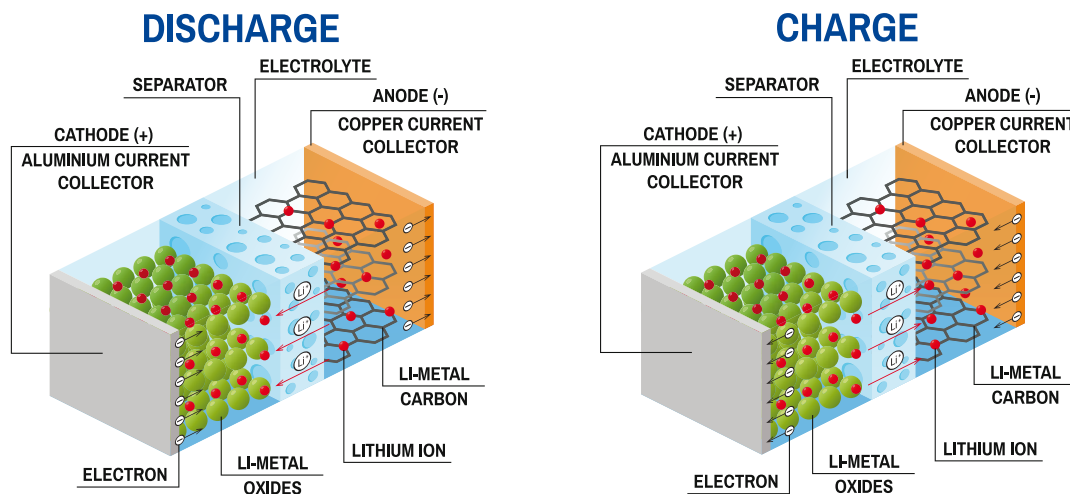 DISCHARGE
ELECTROLYTE
SEPARATOR
ANODE (-)
COPPER CURRENT
COLLECTOR
CATHODE (+)
ALUMINIUM CURRENT
COLLECTOR
Li+
Li+
Li+
LI-METAL
CARBON
LITHIUM ION
ELECTRON
LI-METAL
OXIDES
CHARGE
ELECTROLYTE
SEPARATOR
ANODE (-)
COPPER CURRENT
COLLECTOR
CATHODE (+)
ALUMINIUM CURRENT
COLLECTOR
Li+
Li+
Li+
LI-METAL
CARBON
LITHIUM ION
ELECTRON
LI-METAL
OXIDES